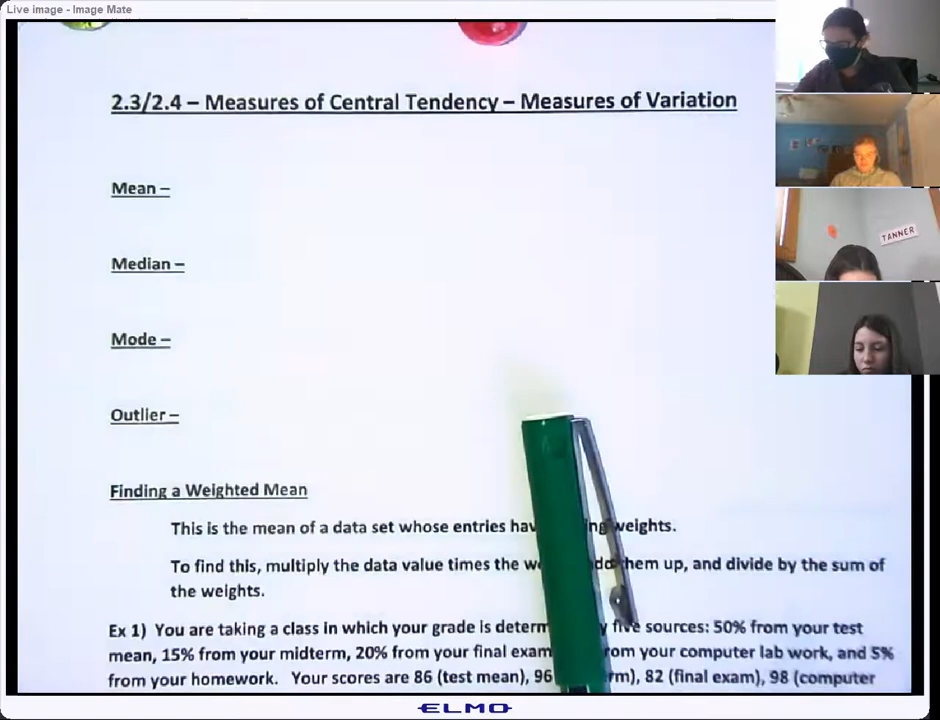 Live image - Image Mate
2.3/2.4 – Measures of Central Tendency – Measures of Variation
Mean –
Median –
Mode –
Outlier –
TANNER
Finding a Weighted Mean
This is the mean of a data set whose entries weights.
To find this, multiply the data value times the them up, and divide by the sum of
the weights.
Ex 1) You are taking a class in which your grade is five sources: 50% from your test
mean, 15% from your midterm, 20% from your final exam your computer lab work, and 5%
from your homework. Your scores are 86 (test mean), 96 82 (final exam), 98 (computer
ELMO